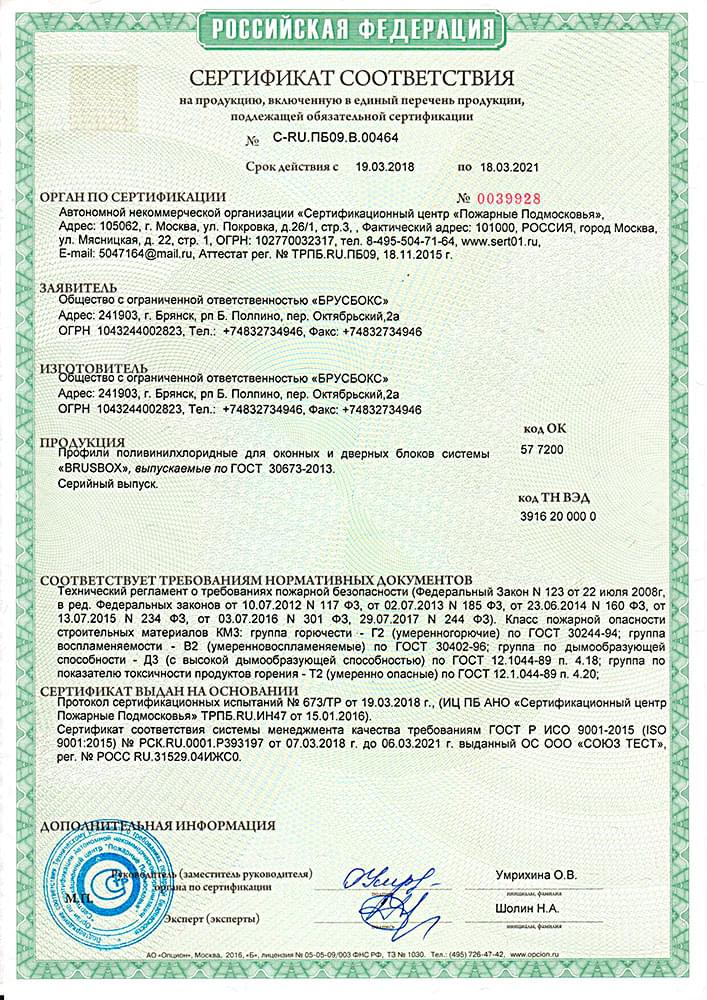 РОССИЙСКАЯ ФЕДЕРАЦИЯ
СЕРТИФИКАТ СООТВЕТСТВИЯ
на продукцию, включенную в единый перечень продукции,
подлежащей обязательной сертификации
№ C-RU.ПБ09.В.00464
Срок действия с 19.03.2018 по 18.03.2021
ОРГАН ПО СЕРТИФИКАЦИИ № 0039928
Автономной некоммерческой организации «Сертификационный центр «Пожарные Подмосковья»,
Адрес: 105062, г. Москва, ул. Покровка, д.26/1, стр.3, , Фактический адрес: 101000, РОССИЯ, город Москва,
ул. Мясницкая, д. 22, стр. 1, ОГРН: 102770032317, тел. 8-495-504-71-64, www.sert01.ru,
E-mail: 5047164@mail.ru, Аттестат рег. № ТРПБ.RU.ПБ09, 18.11.2015 г.
ЗАЯВИТЕЛЬ
Общество с ограниченной ответственностью «БРУСБОКС»
Адрес: 241903, г. Брянск, рп Б. Полпино, пер. Октябрьский,2а
ОГРН 1043244002823, Тел.: +74832734946, Факс: +74832734946
ИЗГОТОВИТЕЛЬ
Общество с ограниченной ответственностью «БРУСБОКС»
Адрес: 241903, г. Брянск, рп Б. Полпино, пер. Октябрьский,2а
ОГРН 1043244002823, Тел.: +74832734946, Факс: +74832734946
код ОК
ПРОДУКЦИЯ
57 7200
Профили поливинилхлоридные для оконных и дверных блоков системы
«BRUSBOX», выпускаемые по ГОСТ 30673-2013.
Серийный выпуск.
код ТН ВЭД
3916 20 000 0
СООТВЕТСТВУЕТ ТРЕБОВАНИЯМ НОРМАТИВНЫХ ДОКУМЕНТОВ
Технический регламент о требованиях пожарной безопасности (Федеральный Закон N 123 от 22 июля 2008г,
в ред. Федеральных законов от 10.07.2012 N 117 ФЗ, от 02.07.2013 N 185 ФЗ, от 23.06.2014 N 160 ФЗ, от
13.07.2015 N 234 ФЗ, от 03.07.2016 N 301 ФЗ, 29.07.2017 N 244 ФЗ). Класс пожарной опасности
строительных материалов КМ3: группа горючести - Г2 (умеренногорючие) по ГОСТ 30244-94; группа
воспламеняемости - В2 (умеренновоспламеняемые) по ГОСТ 30402-96; группа по дымообразующей
способности - Д3 (с высокой дымообразующей способностью) по ГОСТ 12.1044-89 п. 4.18; группа по
показателю токсичности продуктов горения - Т2 (умеренно опасные) по ГОСТ 12.1.044-89 п. 4.20;
СЕРТИФИКАТ ВЫДАН НА ОСНОВАНИИ
Протокол сертификационных испытаний № 673/ТР от 19.03.2018 г., (ИЦ ПБ АНО «Сертификационный центр
Пожарные Подмосковья» ТРПБ.RU.ИН47 от 15.01.2016).
Сертификат соответствия системы менеджмента качества требованиям ГОСТ Р ИСО 9001-2015 (ISO
9001:2015) № РСК.RU.0001.Р393197 от 07.03.2018 г. до 06.03.2021 г. выданный ОС ООО «СОЮЗ ТЕСТ»,
рег. № РОСС RU.31529.04ИЖС0.
ДОПОЛНИТЕЛЬНАЯ ИНФОРМАЦИЯ
Руководитель (заместитель руководителя)
органа по сертификации
Умрихина О.В.
подпись инициалы, фамилия
М.П.
Эксперт (эксперты)
Шолин Н.А.
подпись инициалы, фамилия
АО «Опцион», Москва, 2016, «Б», лицензия № 05-05-09/003 ФНС РФ, ТЗ № 1030. Тел.: (495) 726-47-42, www.opcion.ru